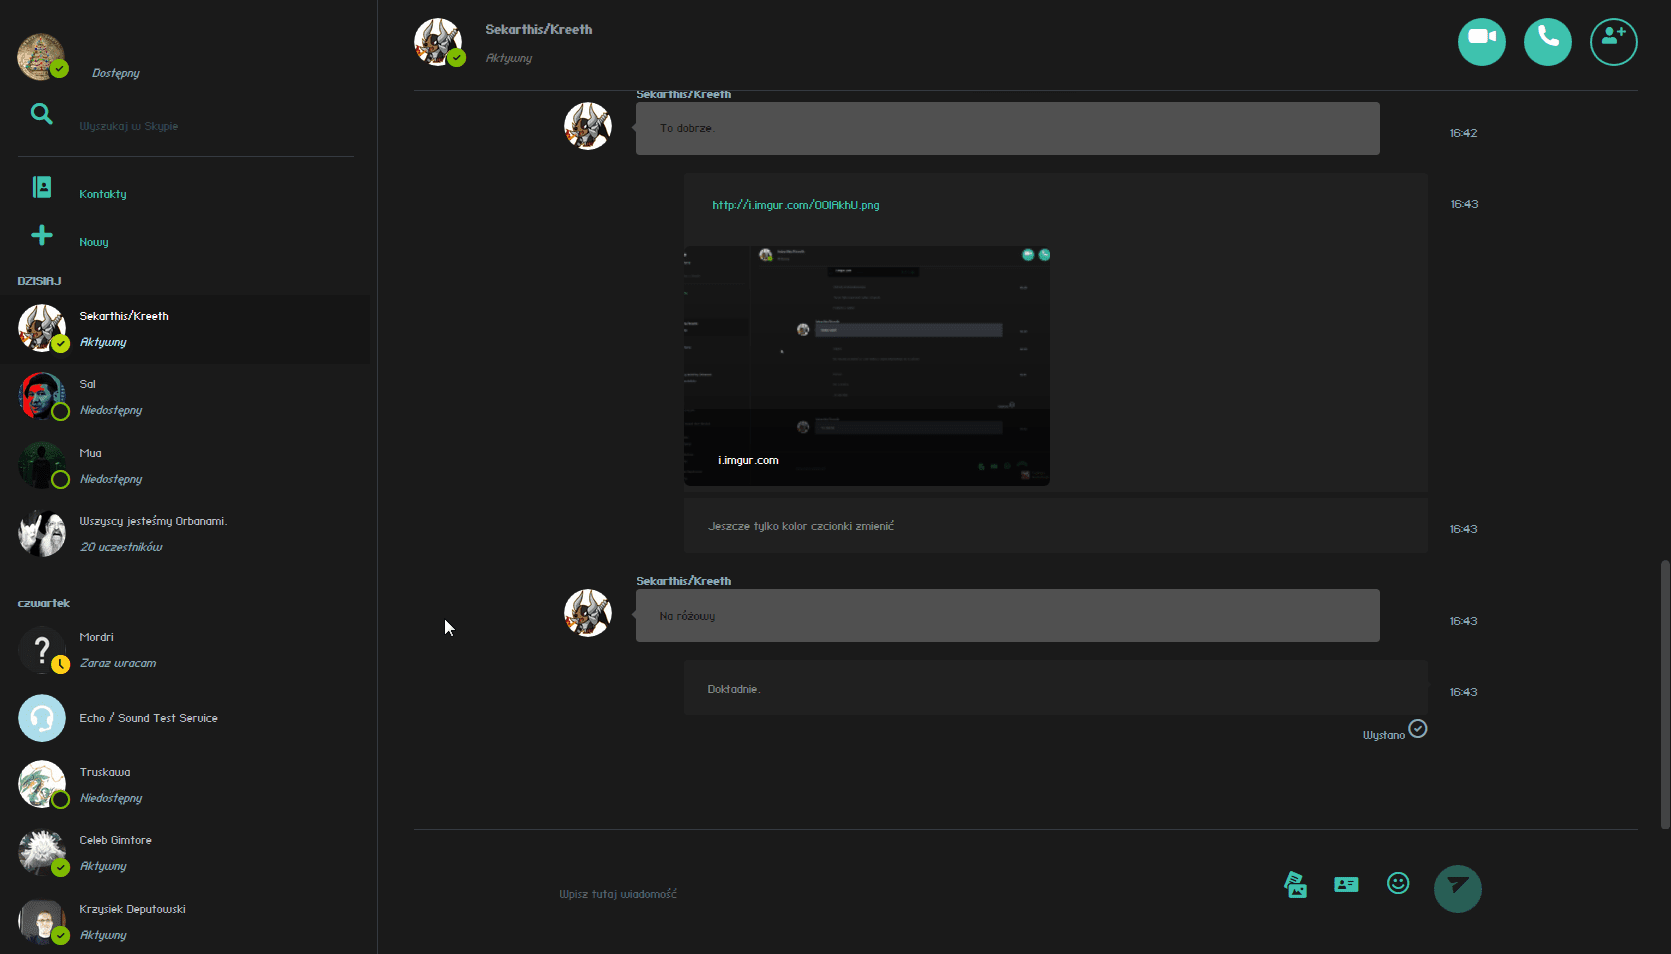 Dostępny
Wyszukaj w Skypie
Kontakty
Nowy
DZISIAJ
Sekarthis/Kreeth
Aktywny
Sal
Niedostępny
Mua
Niedostępny
Wszyscy jesteśmy Orbanami.
20 uczestników
czwartek
Mordri
Zaraz wracam
Echo / Sound Test Service
Truskawa
Niedostępny
Celeb Gimtore
Aktywny
Krzysiek Deputowski
Aktywny
Sekarthis/Kreeth
Aktywny
Sekarthis/Kreeth
To dobrze.
16:42
http://i.imgur.com/OOlAkhU.png
16:43
i.imgur.com
Jeszcze tylko kolor czcionki zmienić
16:43
Sekarthis/Kreeth
Na różowy
16:43
Dokładnie.
16:43
Wysłano
Wpisz tutaj wiadomość